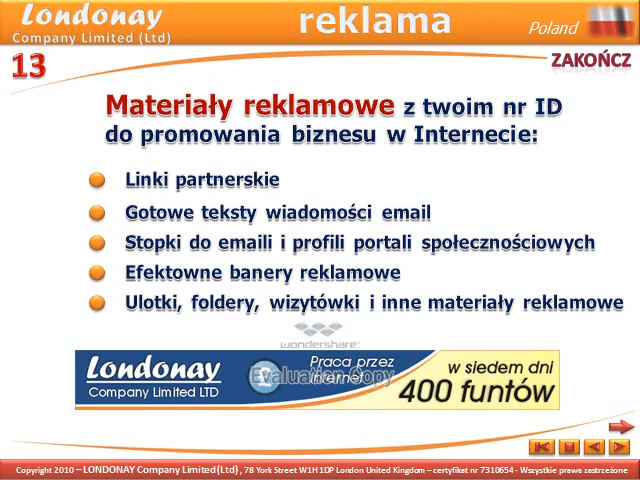 Londonay
Company Limited (Ltd)
reklama
Poland
13
ZAKOŃCZ
Materiały reklamowe z twoim nr ID
do promowania biznesu w Internecie:
Linki partnerskie
Gotowe teksty wiadomości email
Stopki do emaili i profili portali społecznościowych
Efektowne banery reklamowe
Ulotki, foldery, wizytówki i inne materiały reklamowe
wondershare
Londonay
Company Limited LTD
Praca przez
internet
Evaluation Copy
w siedem dni
400 funtów
Copyright 2010 – LONDONAY Company Limited (Ltd) , 78 York Street W1H 1DP London United Kingdom – certyfikat nr 7310654 - Wszystkie prawa zastrzeżone